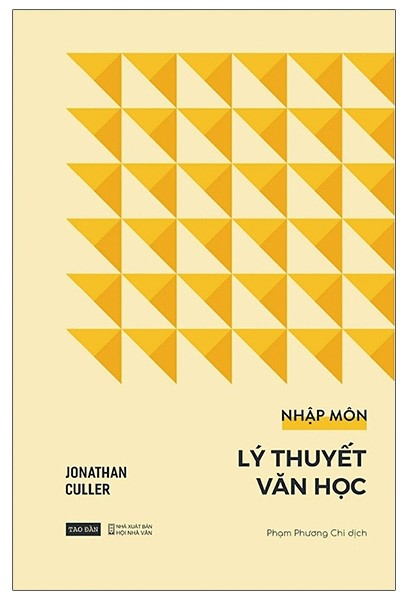 NHẬP MÔN
LÝ THUYẾT
VĂN HỌC
JONATHAN
CULLER
TAO ĐÀN
NHÀ XUẤT BẢN
HỘI NHÀ VĂN
Phạm Phương Chi dịch